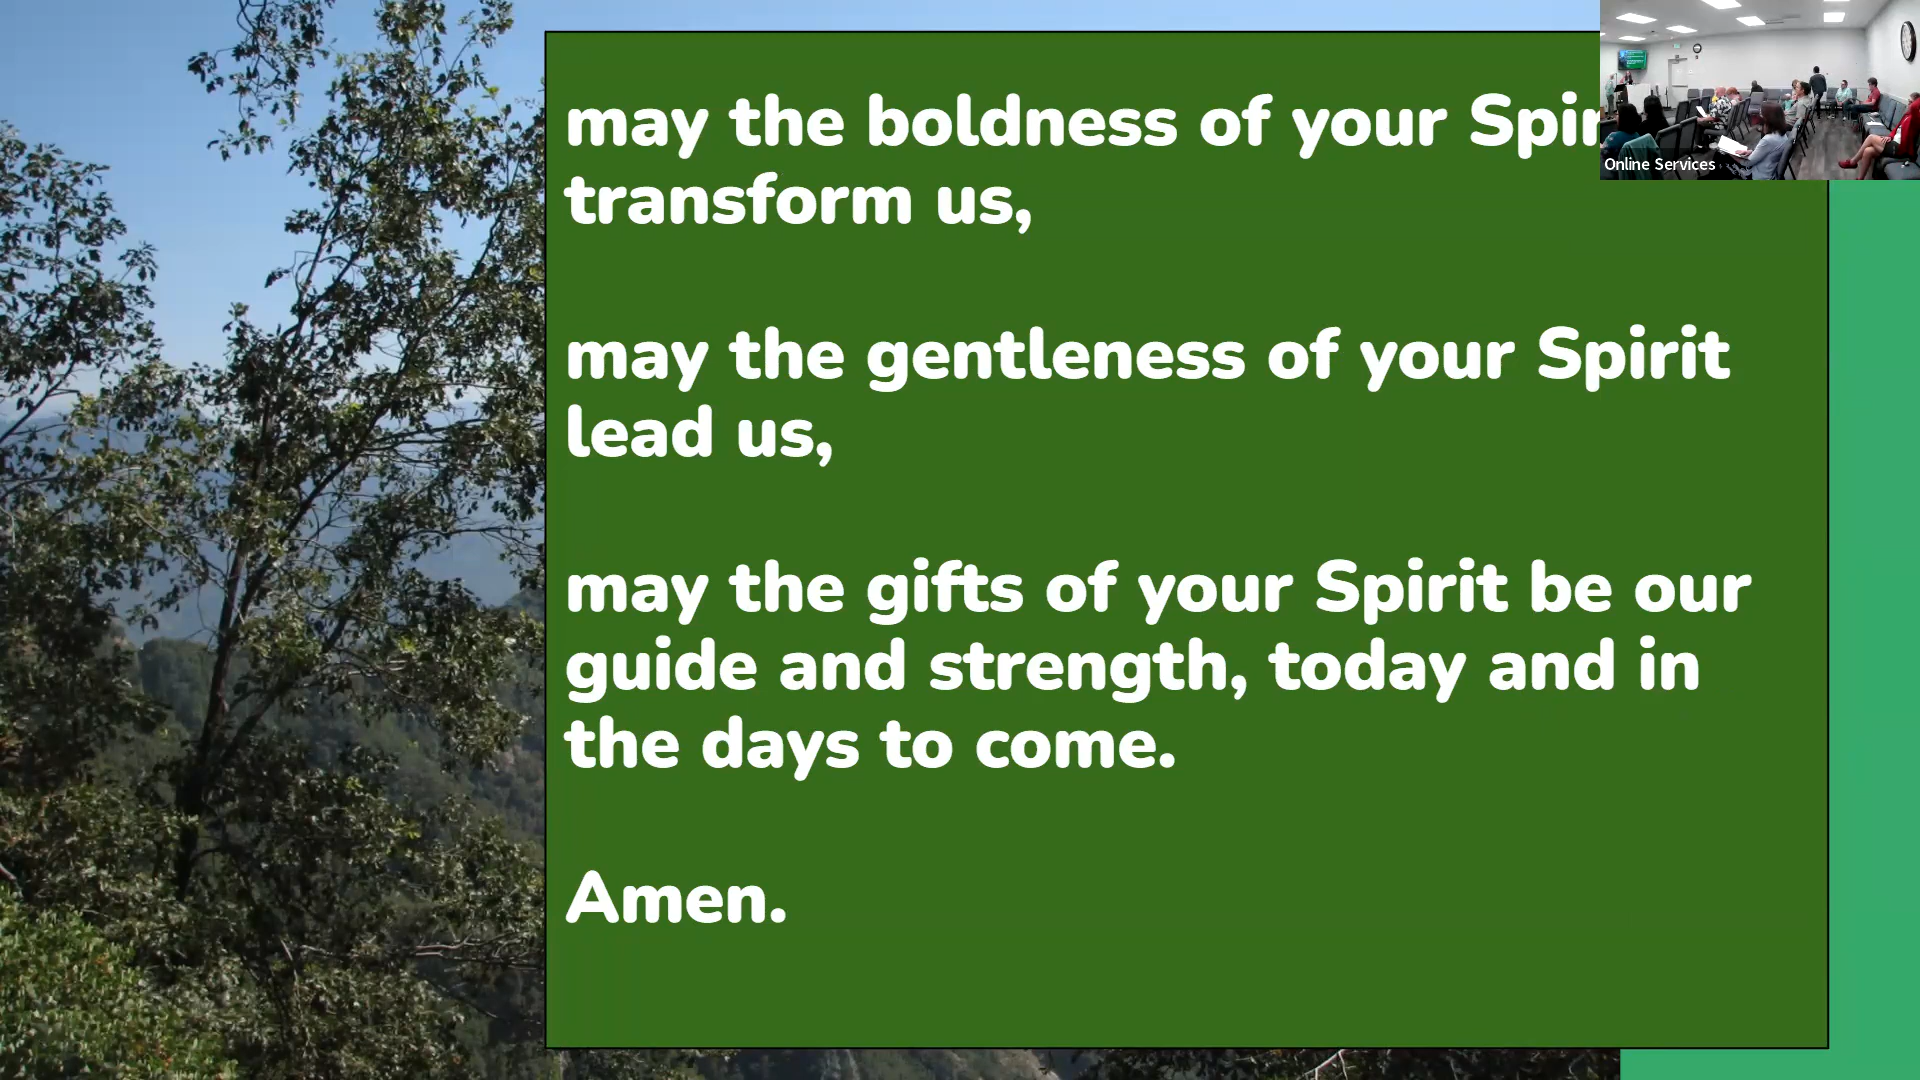 may the boldness of your
transform us,
may the gentleness of your Spirit
lead us,
may the gifts of your Spirit be our
guide and strength, today and in
the days to come.
Amen.
Online Services